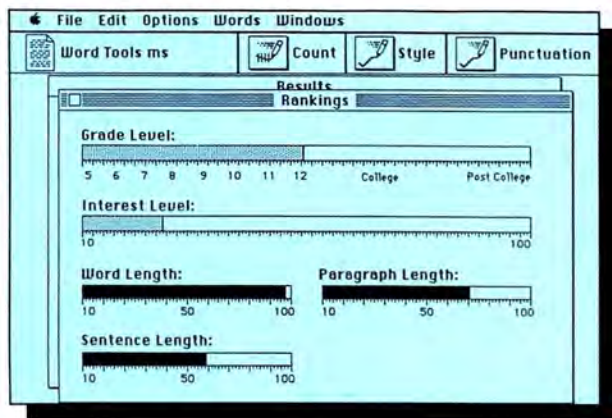 File Edit Options Words Windows
Word Tools ms Count Style Punctuation
Results
Rankings
Grade Level:
5 6 7 8 9 10 11 12 College Post College
Interest Level:
10 100
Word Length: Paragraph Length:
10 50 100 10 50 100
Sentence Length:
10 50 100